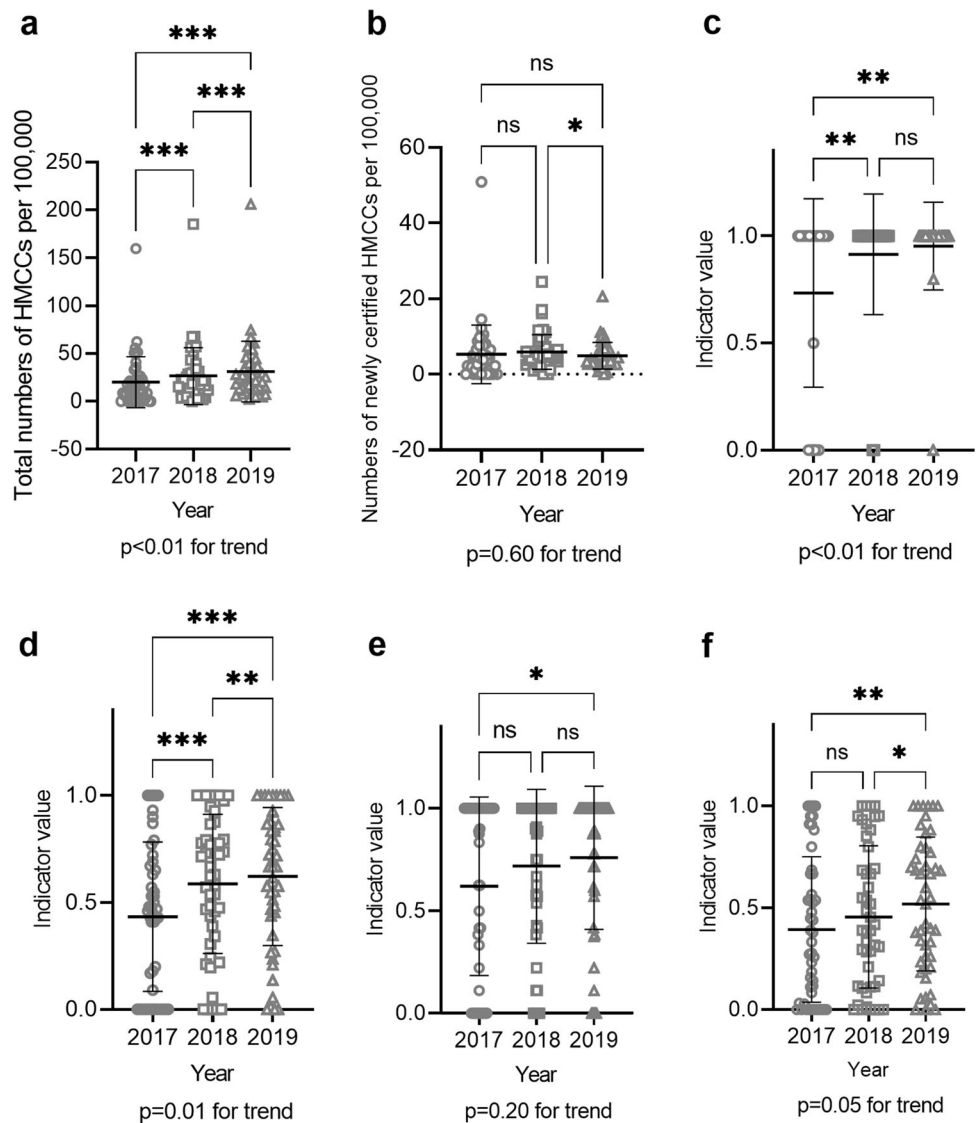 a
***
***
***
Total numbers of HMCCs per 100,000
250
200
150
100
50
0
-50
2017 2018 2019
Year
p<0.01 for trend
b
ns
ns *
Numbers of newly certified HMCCs per 100,000
60
40
20
0
-20
2017 2018 2019
Year
p=0.60 for trend
c
**
** ns
Indicator value
1.0
0.5
0.0
2017 2018 2019
Year
p<0.01 for trend
d
***
**
***
Indicator value
1.0
0.5
0.0
2017 2018 2019
Year
p=0.01 for trend
e
*
ns ns
Indicator value
1.0
0.5
0.0
2017 2018 2019
Year
p=0.20 for trend
f
**
ns *
Indicator value
1.0
0.5
0.0
2017 2018 2019
Year
p=0.05 for trend